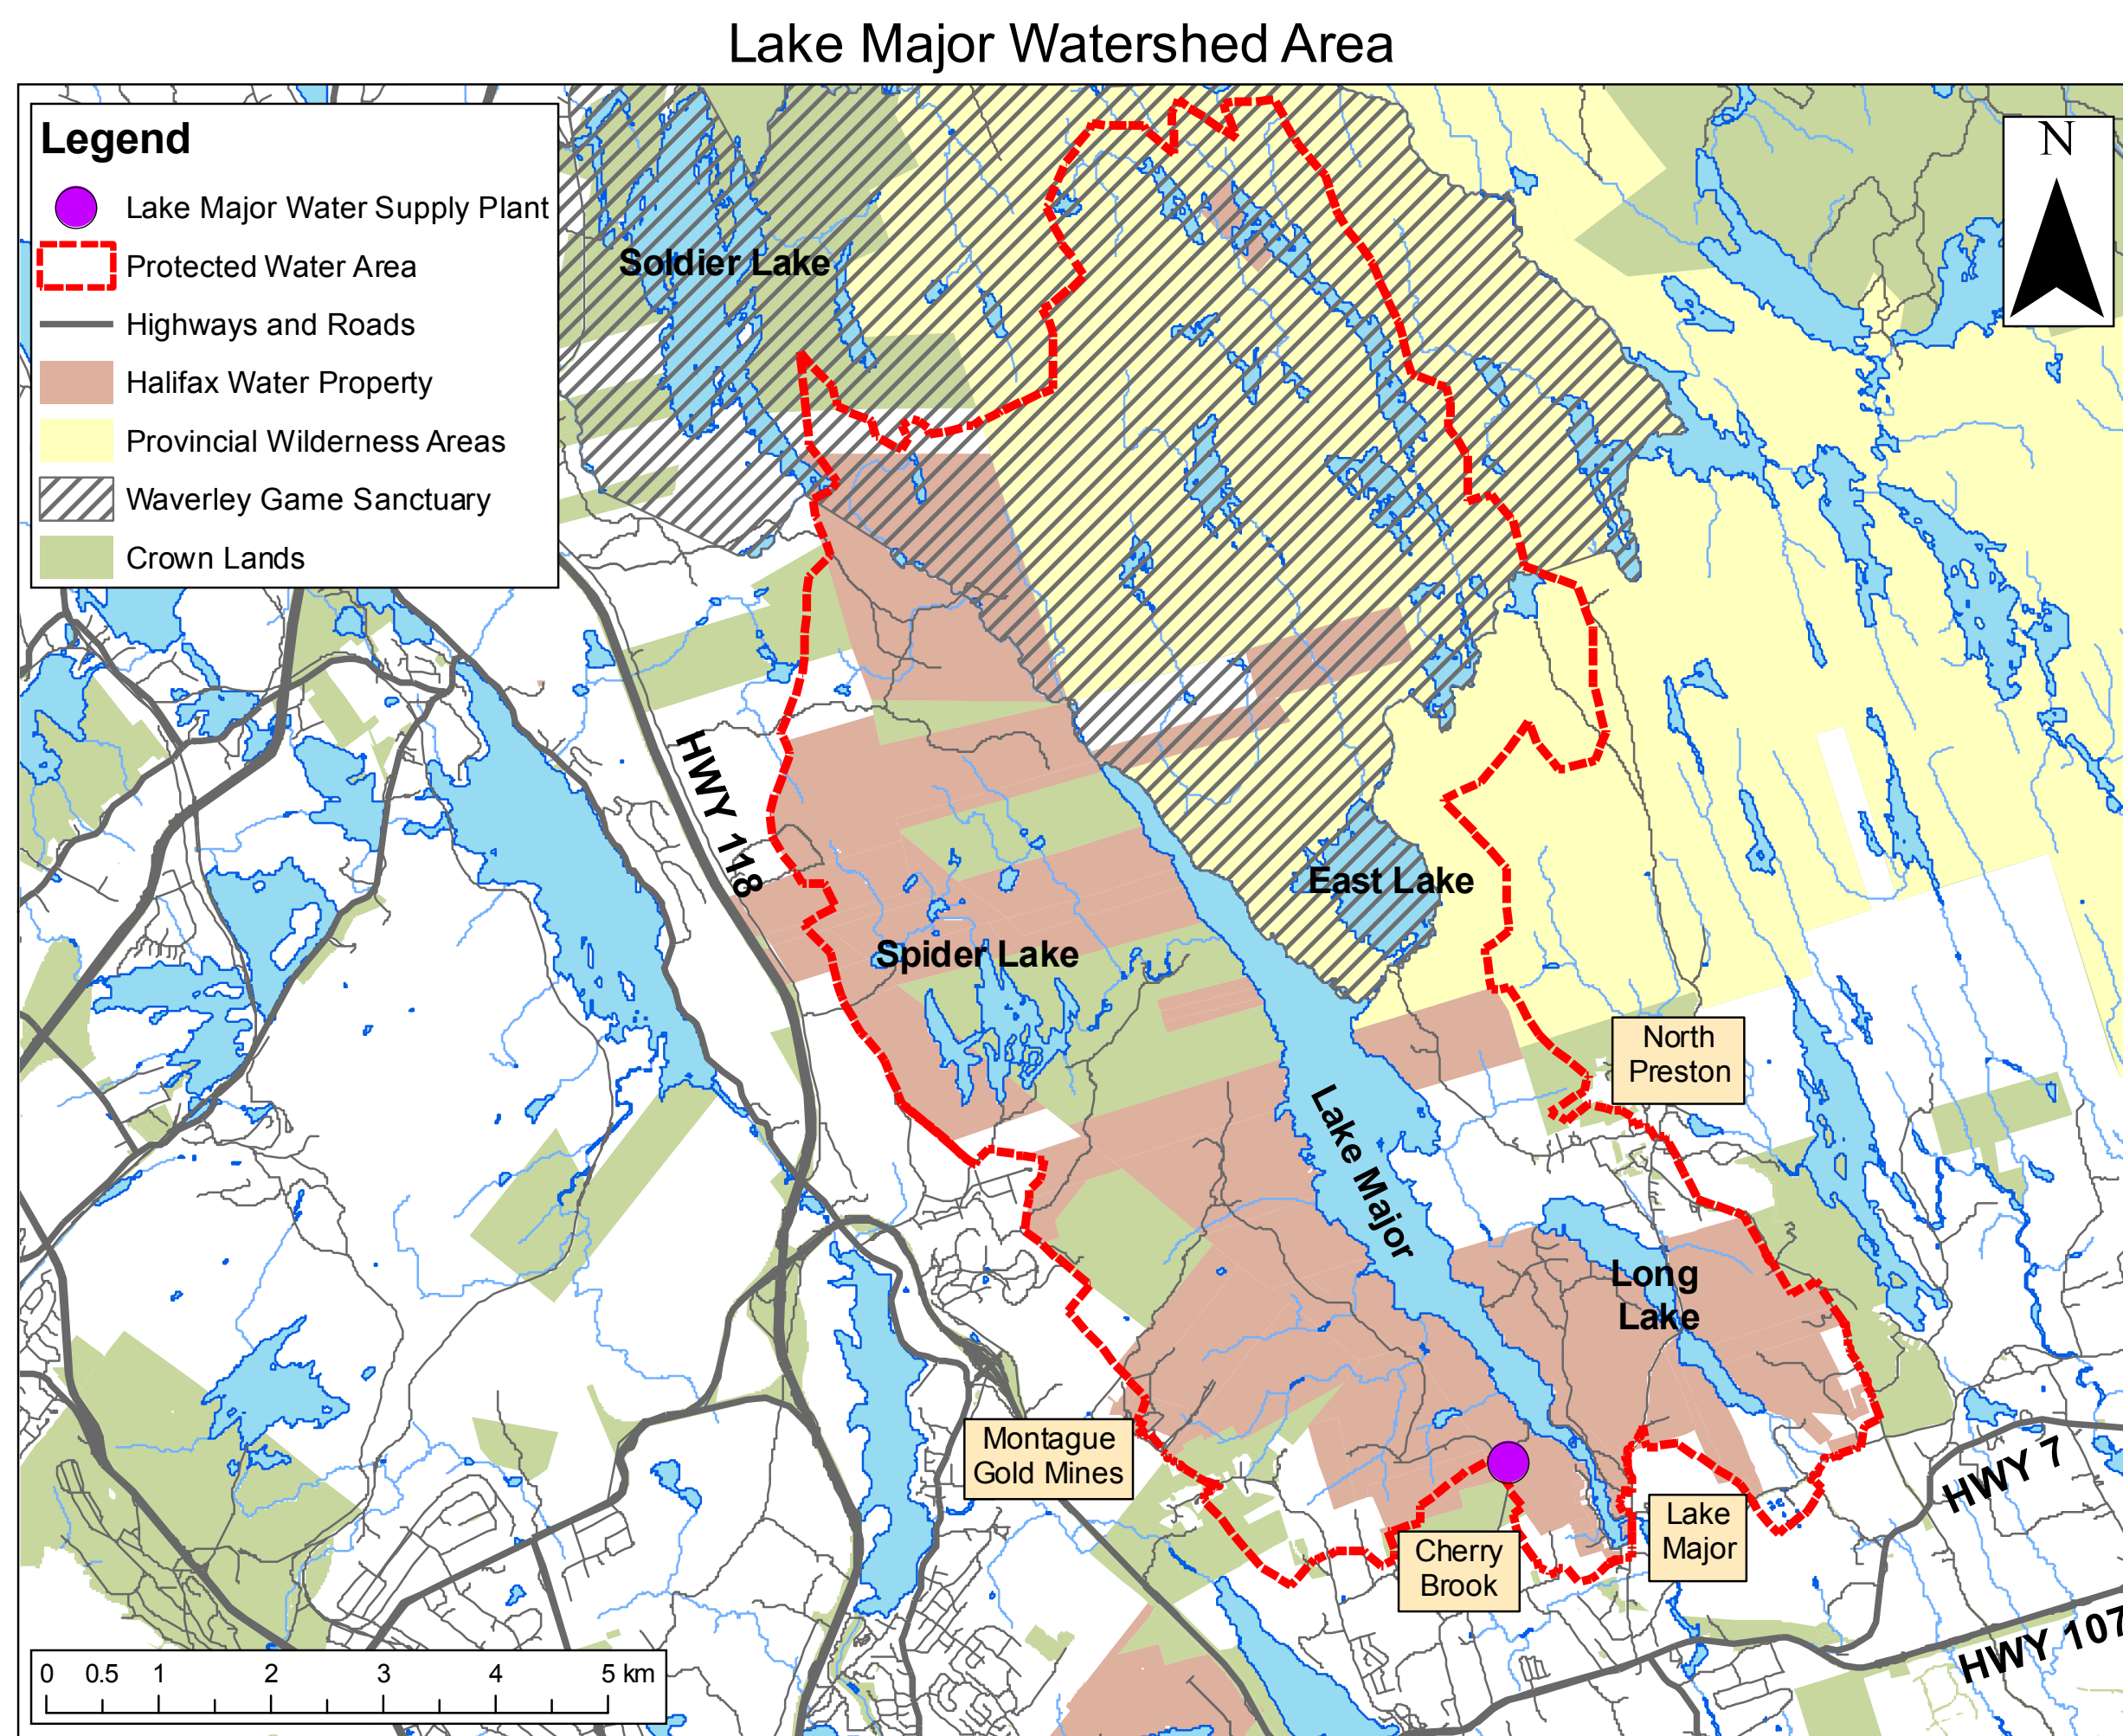 Lake Major Watershed Area
Legend
Lake Major Water Supply Plant
Protected Water Area
Highways and Roads
Halifax Water Property
Provincial Wilderness Areas
Waverley Game Sanctuary
Crown Lands
N
Soldier Lake
HWY 118
East Lake
Spider Lake
North
Preston
Lake Major
Long
Lake
Montague
Gold Mines
HWY 7
Lake
Major
Cherry
Brook
HWY 107
0 0.5 1 2 3 4 5 km